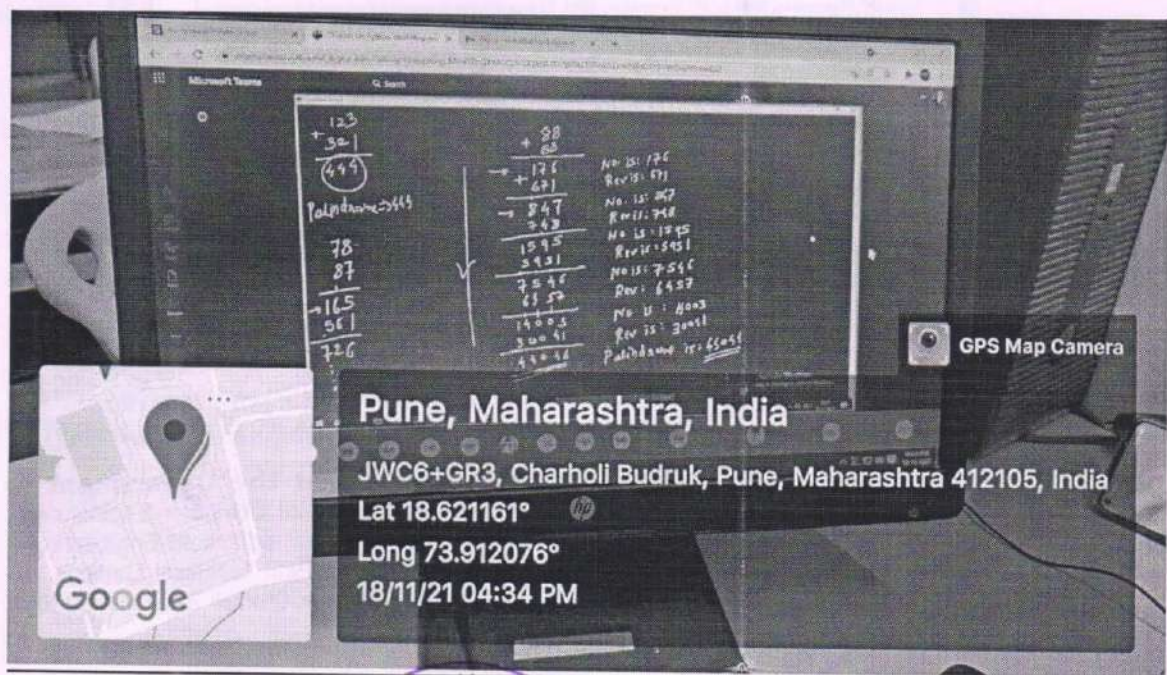 Microsoft Teams
Search
123
+ 321
444
Palindrome → 444
78
87
→ 165
561
726
+ 88
88
→ 176
+ 671
→ 847
748
1595
5951
7546
6457
14003
30041
44044
No is: 176
Rev is: 671
No. is: 847
Rev is: 748
No is: 1595
Rev is: 5951
No is: 7546
Rev: 6457
No is:
Rev is: 30041
Palindrome is: 44044
GPS Map Camera
Pune, Maharashtra, India
JWC6+GR3, Charholi Budruk, Pune, Maharashtra 412105, India
Lat 18.621161°
hp
Long 73.912076°
18/11/21 04:34 PM
Google